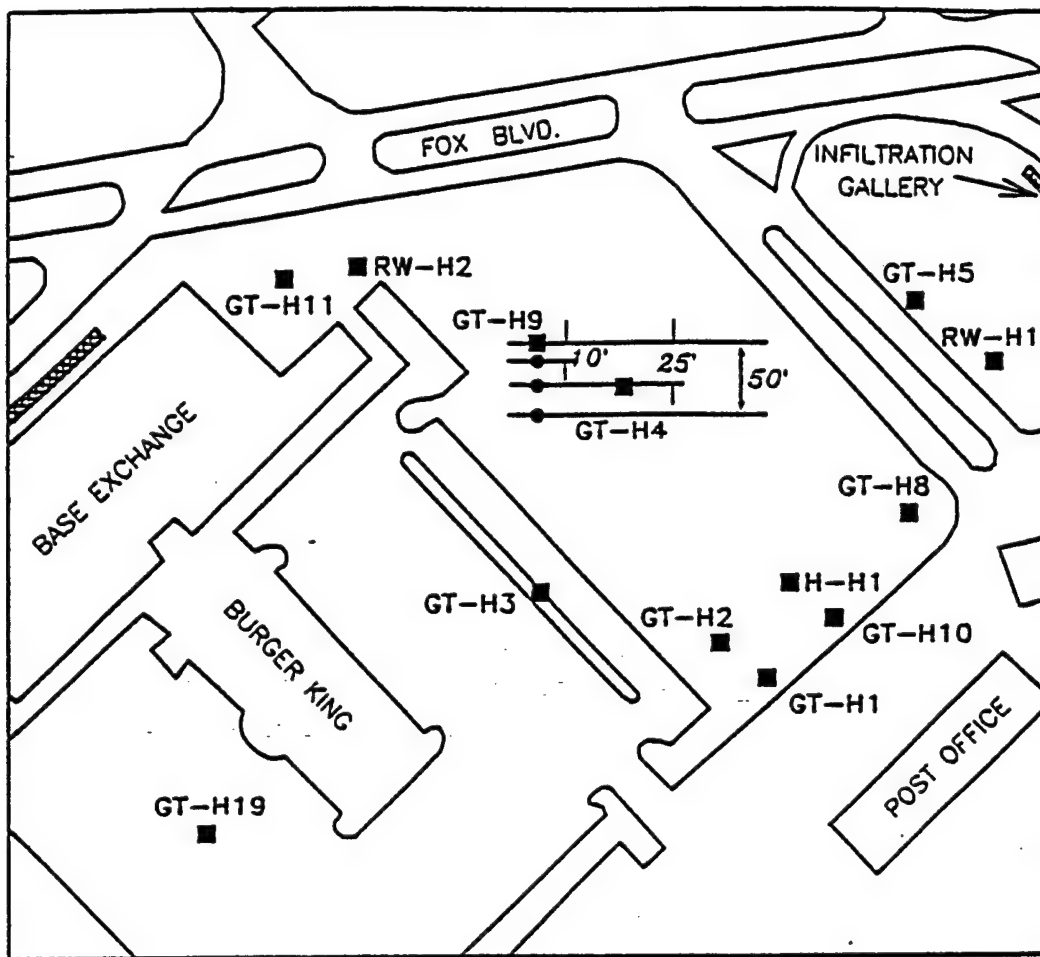 FOX BLVD.
INFILTRATION
GALLERY
RW-H2
GT-H11
GT-H5
GT-H9
RW-H1
10'
25'
50'
GT-H4
BASE EXCHANGE
GT-H8
H-H1
GT-H3
GT-H2
GT-H10
BURGER KING
GT-H1
POST OFFICE
GT-H19